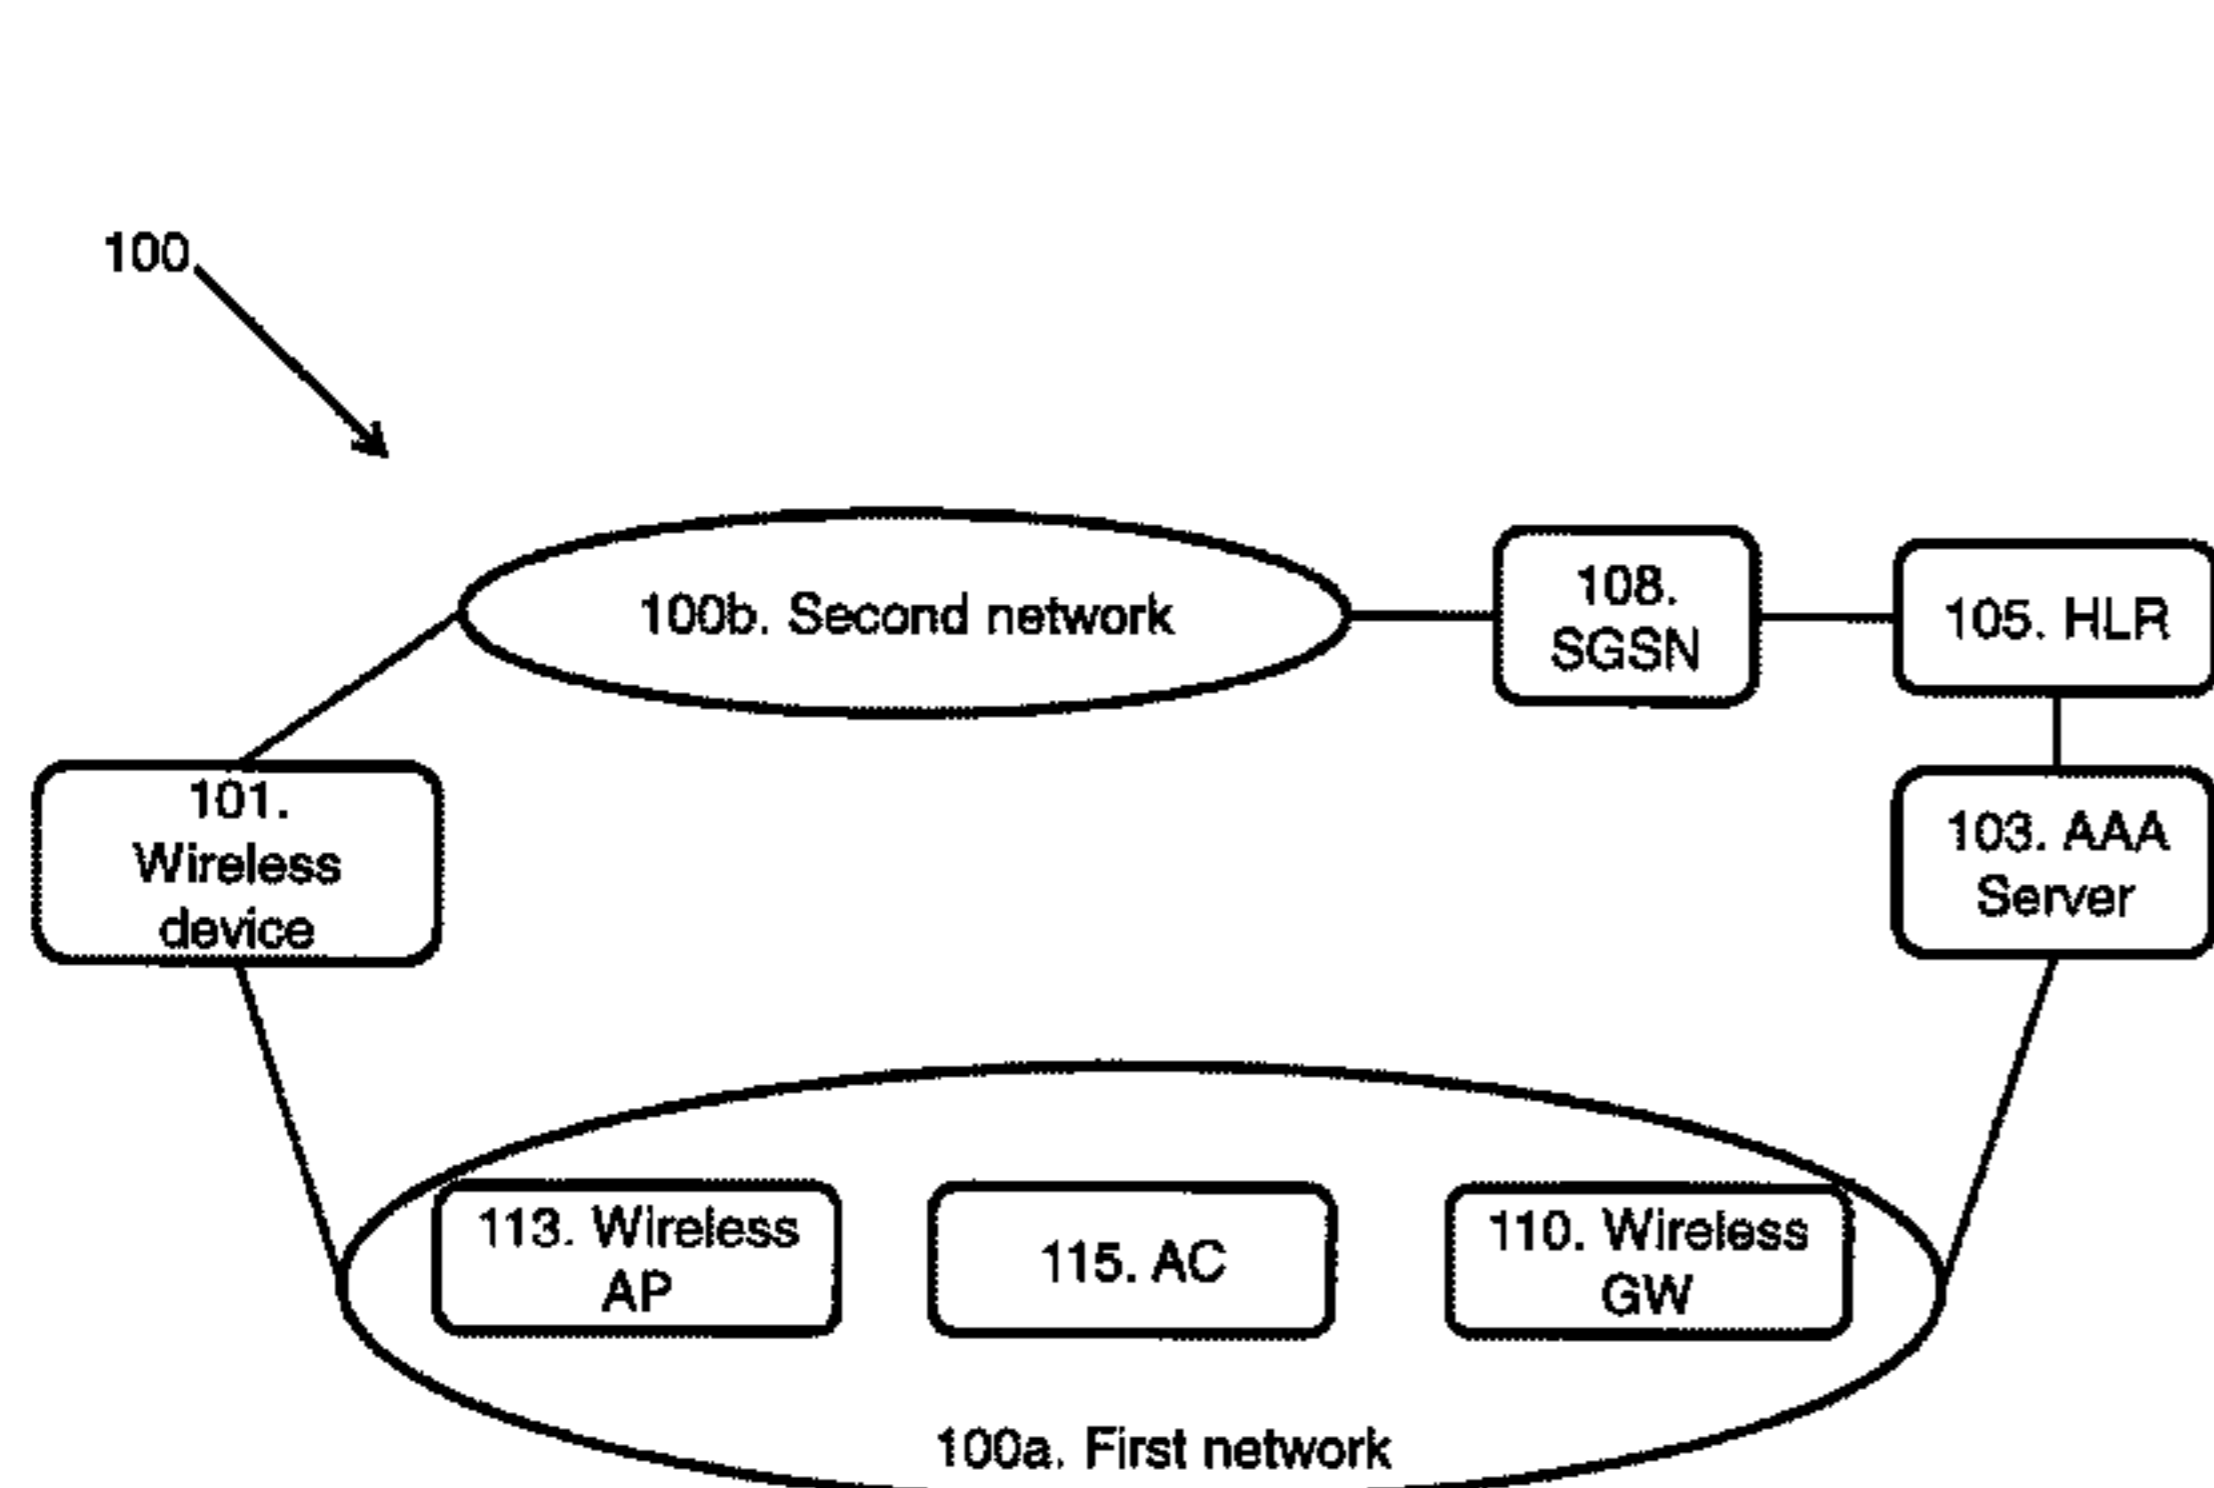 100
100b. Second network
108.
SGSN
105. HLR
101.
Wireless
device
103. AAA
Server
113. Wireless
AP
115. AC
110. Wireless
GW
100a. First network